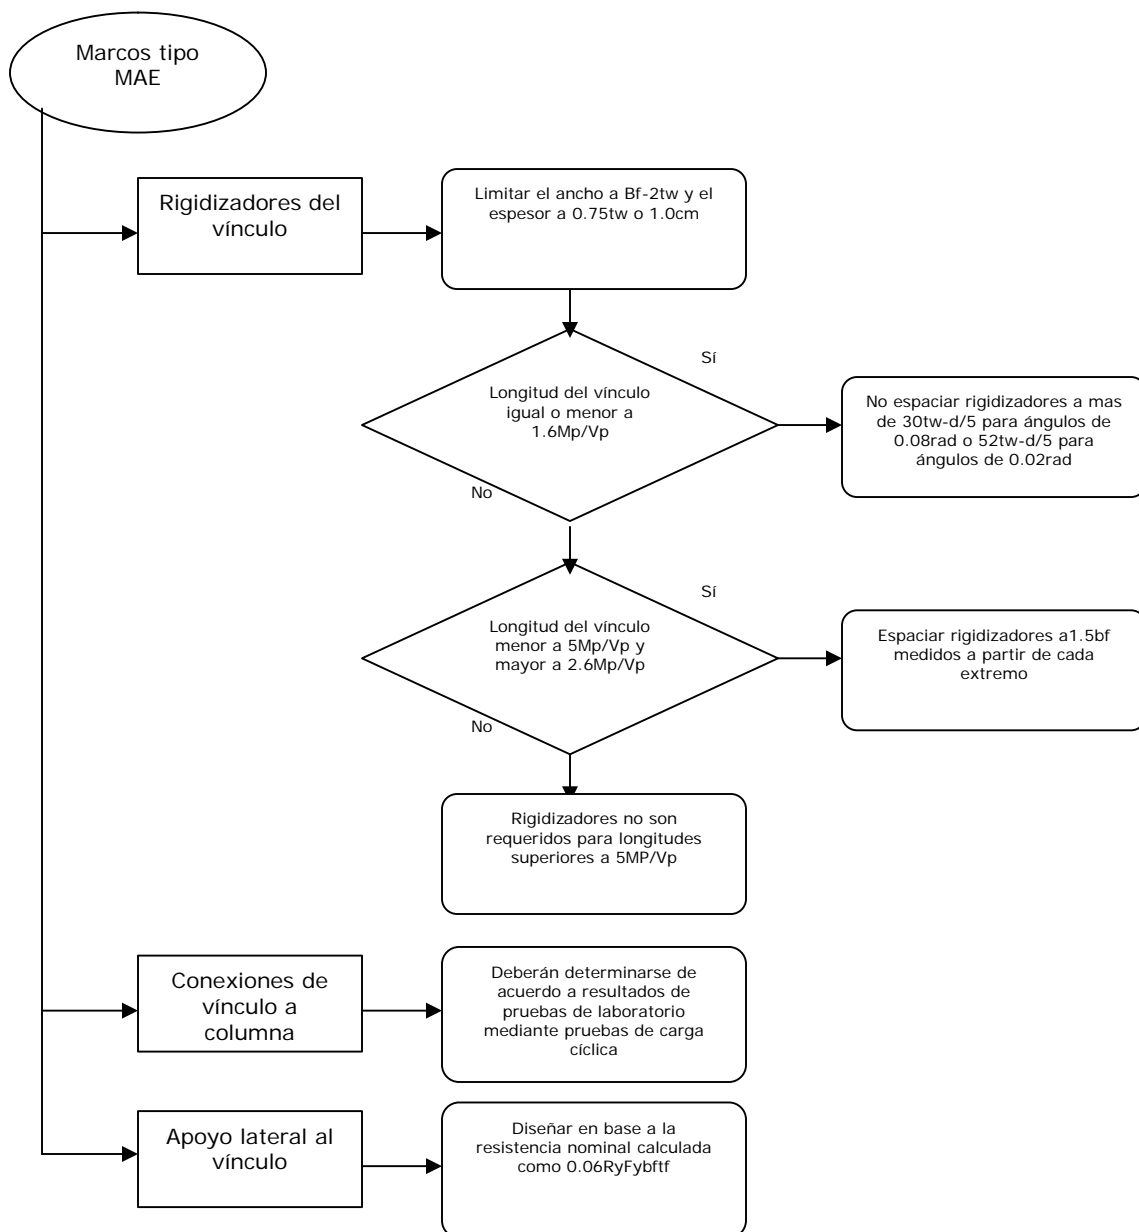 Marcos tipo
MAE
Rigidizadores del
vínculo
Limitar el ancho a Bf-2tw y el
espesor a 0.75tw o 1.0cm
Longitud del vínculo
igual o menor a
1.6Mp/Vp
Sí
No espaciar rigidizadores a mas
de 30tw-d/5 para ángulos de
0.08rad o 52tw-d/5 para
ángulos de 0.02rad
No
Longitud del vínculo
menor a 5Mp/Vp y
mayor a 2.6Mp/Vp
Sí
Espaciar rigidizadores a1.5bf
medidos a partir de cada
extremo
No
Rigidizadores no son
requeridos para longitudes
superiores a 5MP/Vp
Conexiones de
vínculo a
columna
Deberán determinarse de
acuerdo a resultados de
pruebas de laboratorio
mediante pruebas de carga
cíclica
Apoyo lateral al
vínculo
Diseñar en base a la
resistencia nominal calculada
como 0.06RyFybftf